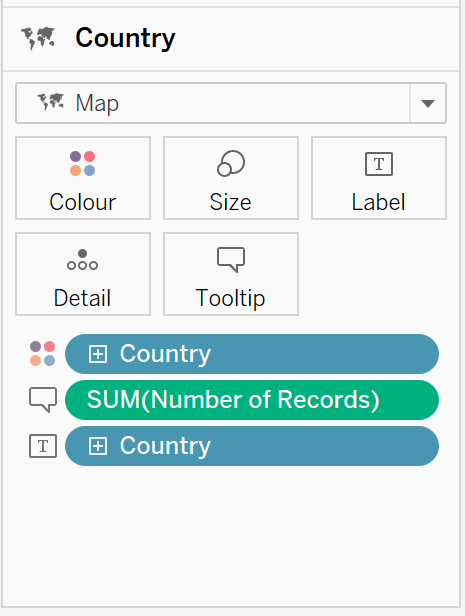 Country
Map
Colour Size T Label
Detail Tooltip
Country
SUM(Number of Records)
T Country